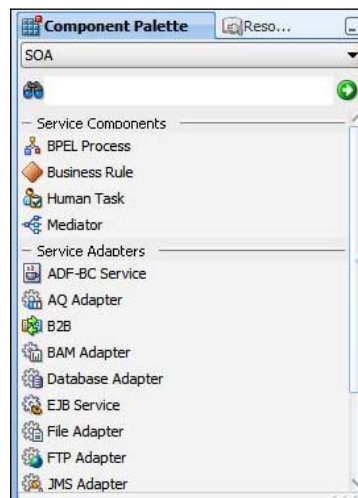 Component Palette Reso...
SOA
Service Components
BPEL Process
Business Rule
Human Task
Mediator
Service Adapters
ADF-BC Service
AQ Adapter
B2B
BAM Adapter
Database Adapter
EJB Service
File Adapter
FTP Adapter
JMS Adapter